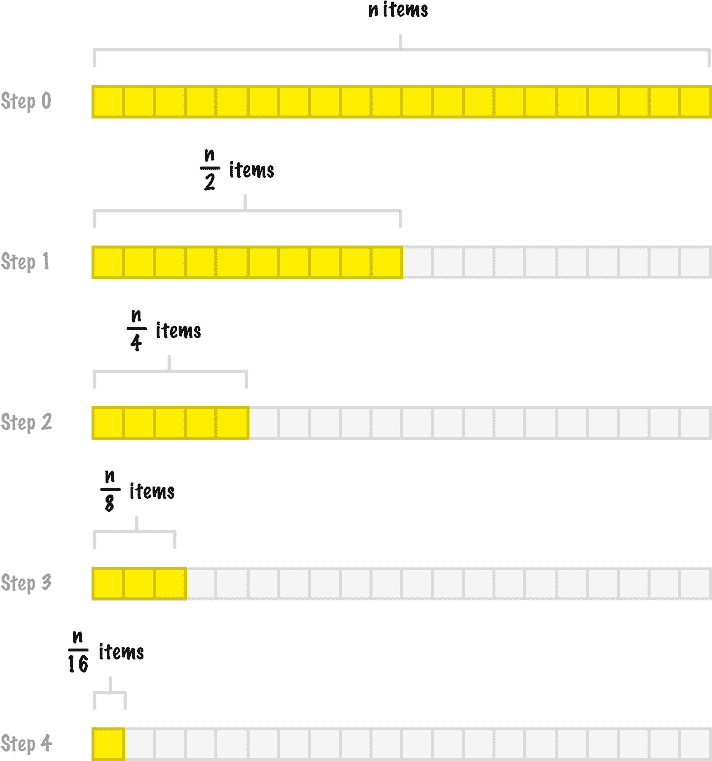 n items
Step 0
n
2 items
Step 1
n
4 items
Step 2
n
8 items
Step 3
n
16 items
Step 4